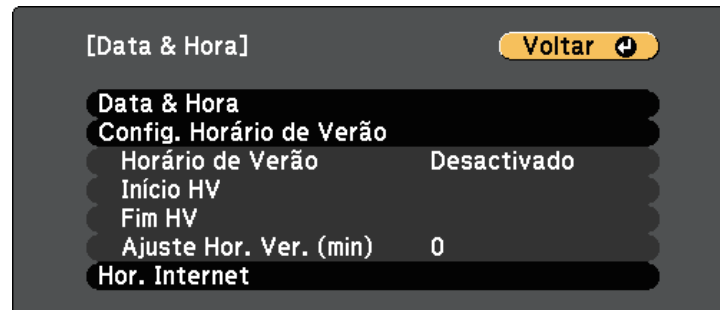 [Data & Hora] Voltar
Data & Hora
Config. Horário de Verão
Horário de Verão Desactivado
Início HV
Fim HV
Ajuste Hor. Ver. (min) 0
Hor. Internet